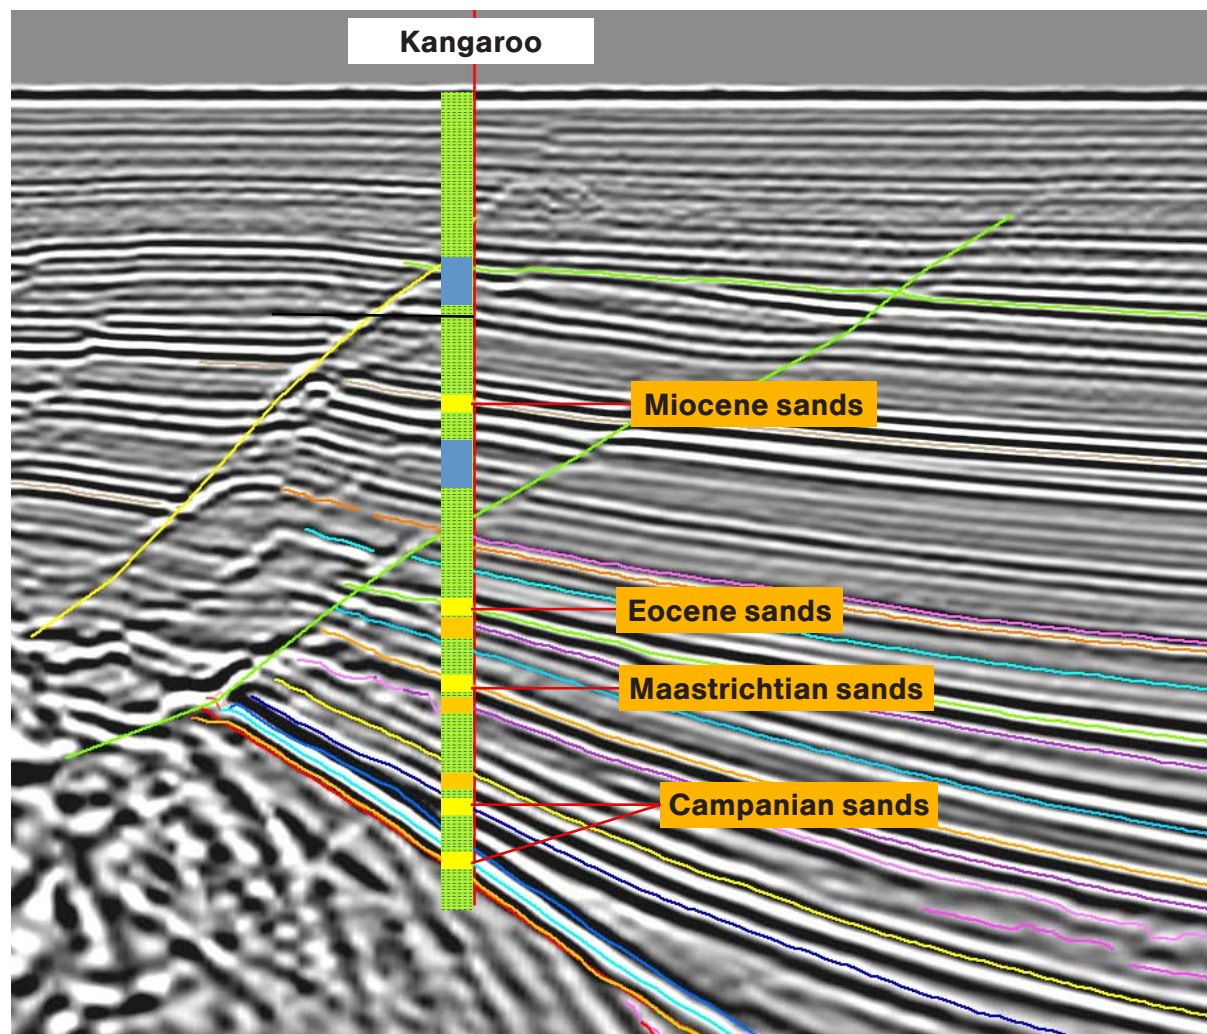 Kangaroo
Miocene sands
Eocene sands
Maastrichtian sands
Campanian sands